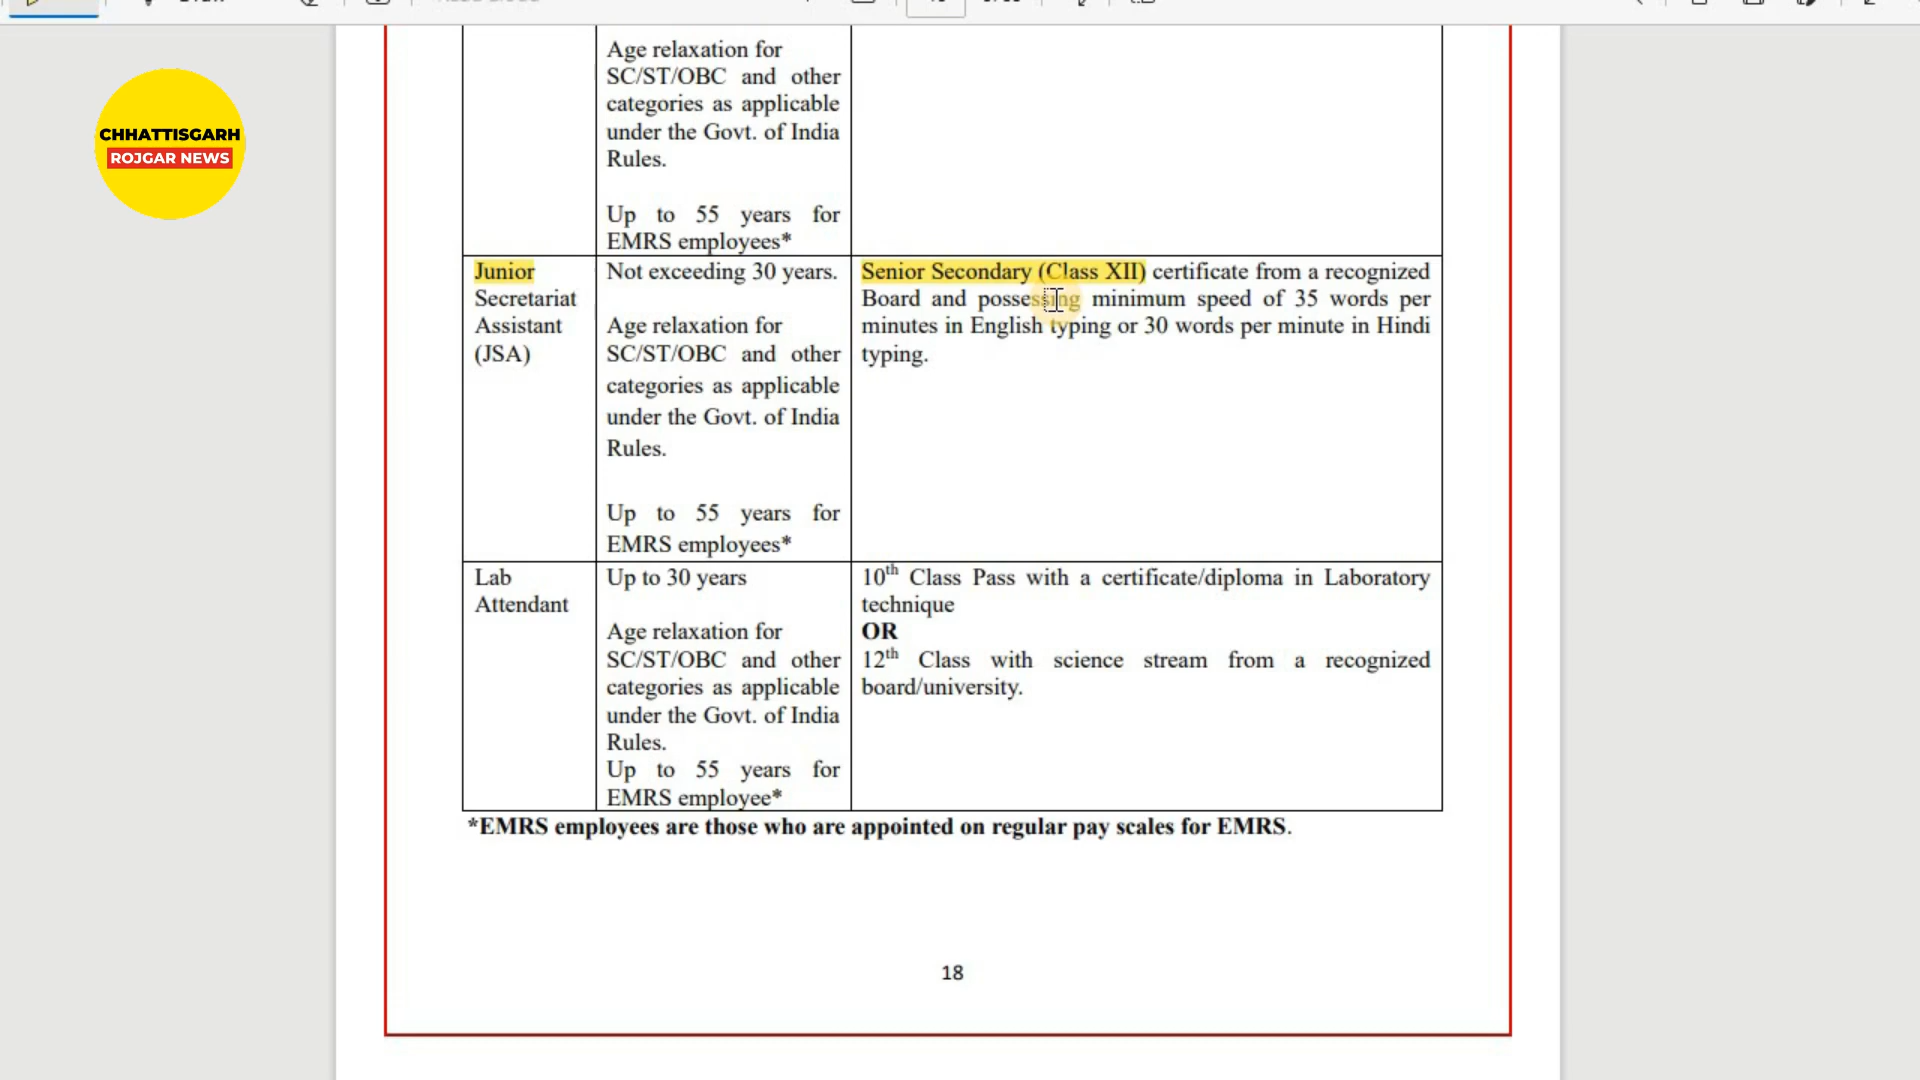 CHHATTISGARH
ROJGAR NEWS
Age relaxation for
SC/ST/OBC and other
categories as applicable
under the Govt. of India
Rules.
Up to 55 years for
EMRS employees*
Junior
Secretariat
Assistant
(JSA)
Not exceeding 30 years.
Age relaxation for
SC/ST/OBC and other
categories as applicable
under the Govt. of India
Rules.
Up to 55 years for
EMRS employees*
Senior Secondary (Class XII) certificate from a recognized
Board and possessing minimum speed of 35 words per
minutes in English typing or 30 words per minute in Hindi
typing.
Lab
Attendant
Up to 30 years
Age relaxation for
SC/ST/OBC and other
categories as applicable
under the Govt. of India
Rules.
Up to 55 years for
EMRS employee*
10th Class Pass with a certificate/diploma in Laboratory
technique
OR
12th Class with science stream from a recognized
board/university.
*EMRS employees are those who are appointed on regular pay scales for EMRS.
18